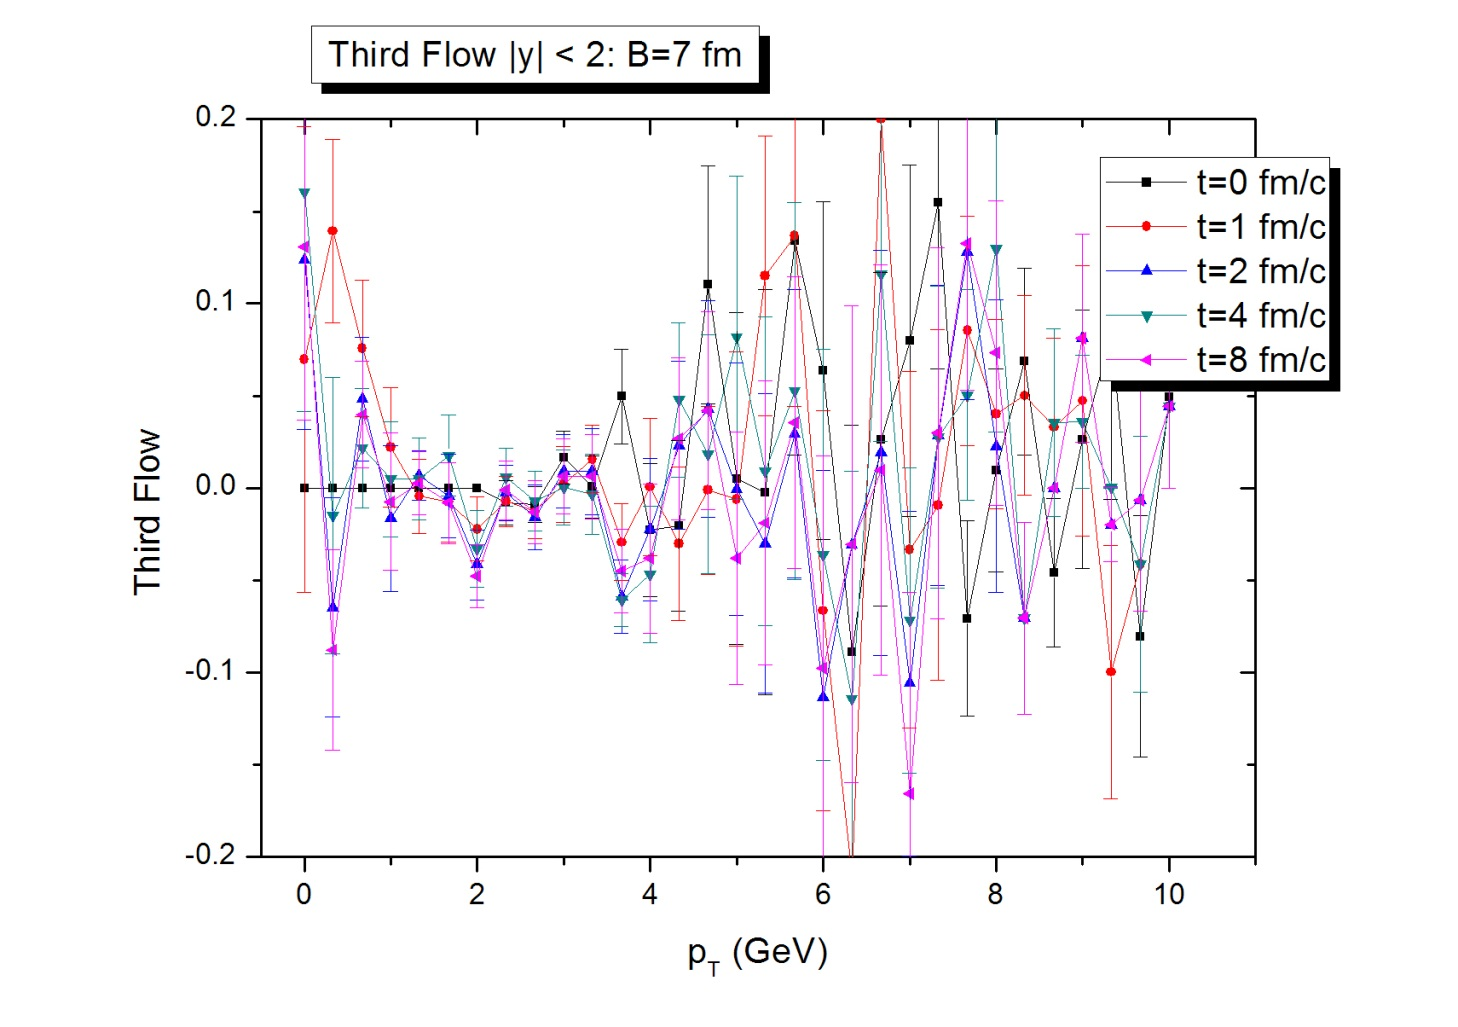 Third Flow |y| < 2: B=7 fm
0.2
0.1
0.0
-0.1
-0.2
Third Flow
0 2 4 6 8 10
p_T (GeV)
t=0 fm/c
t=1 fm/c
t=2 fm/c
t=4 fm/c
t=8 fm/c